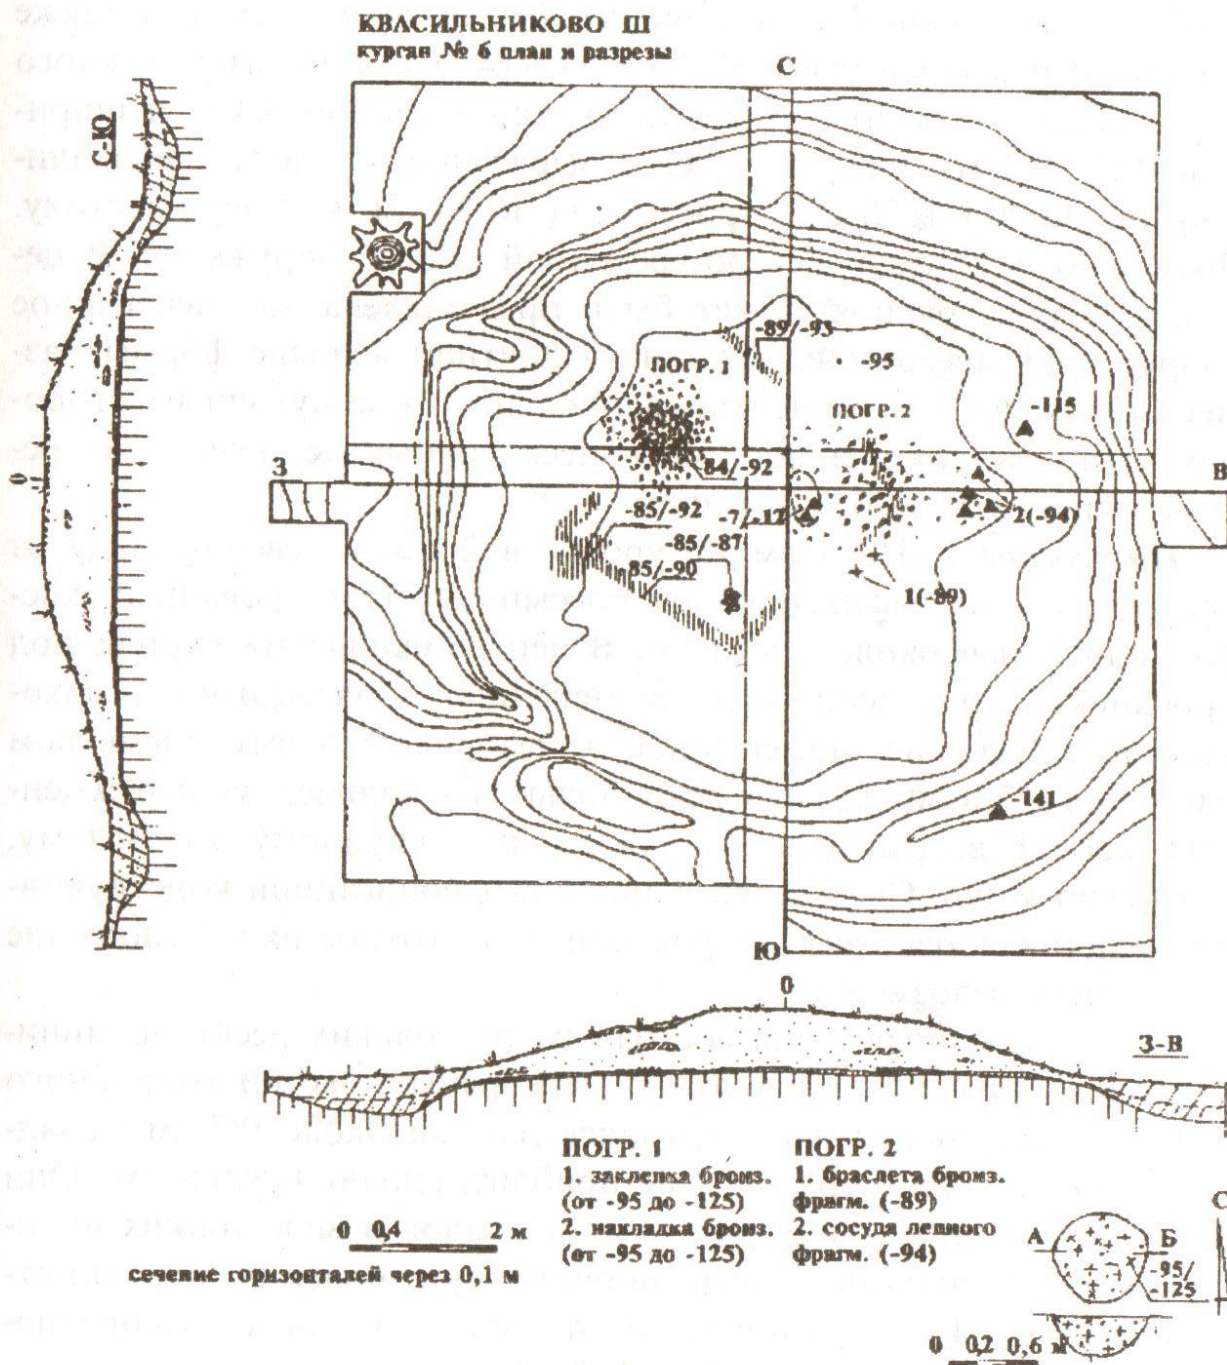 КВАСИЛЬНИКОВО III
курган № 6 план и разрезы
С
С-Ю
ПОГР. 1
-89/-93
-95
ПОГР. 2
-115
0
З
84/-92
В
-85/-92
-7/-12
2(-94)
-85/-87
85/-90
1(-89)
-141
Ю
0
З-В
ПОГР. 1
1. заклепка бронз.
(от -95 до -125)
2. накладка бронз.
(от -95 до -125)
ПОГР. 2
1. браслета бронз.
фрагм. (-89)
2. сосуда лепного
фрагм. (-94)
0 0,4 2 м
сечение горизонталей через 0,1 м
С
А
Б
-95/
-125
0 0,2 0,6 м